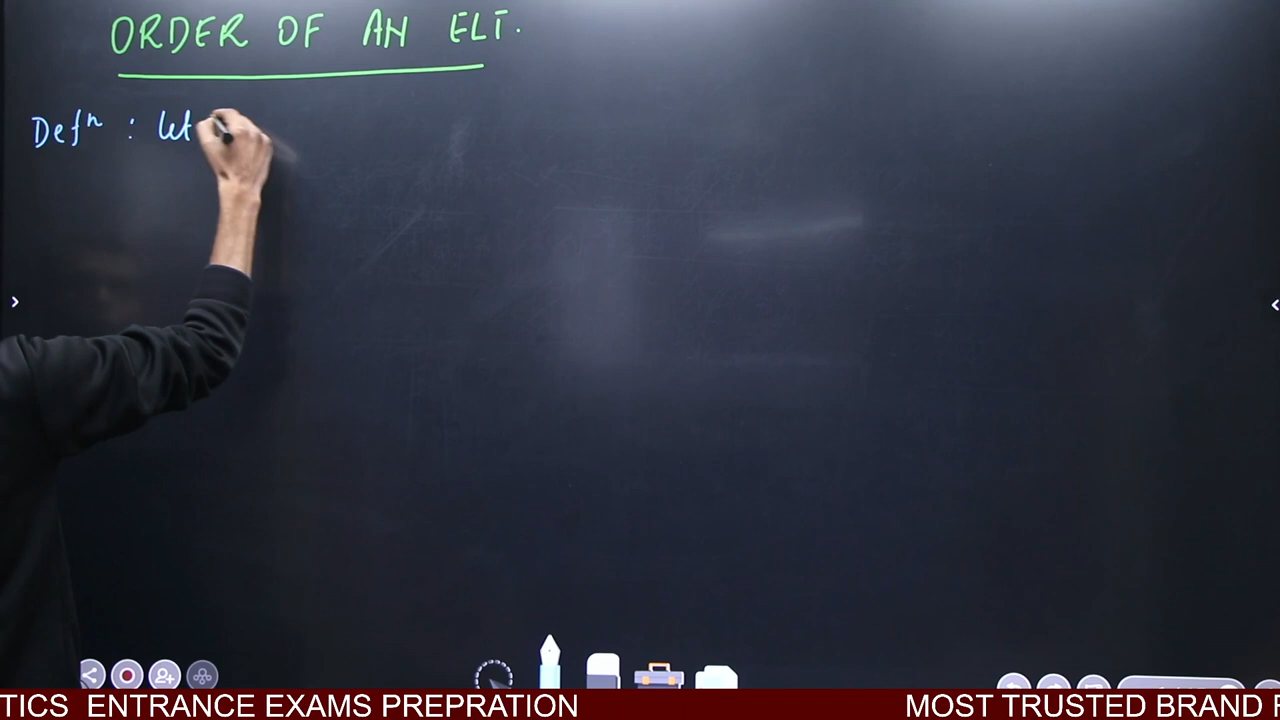 ORDER OF AN ELT.
Defⁿ : let
TICS ENTRANCE EXAMS PREPRATION MOST TRUSTED BRAND F